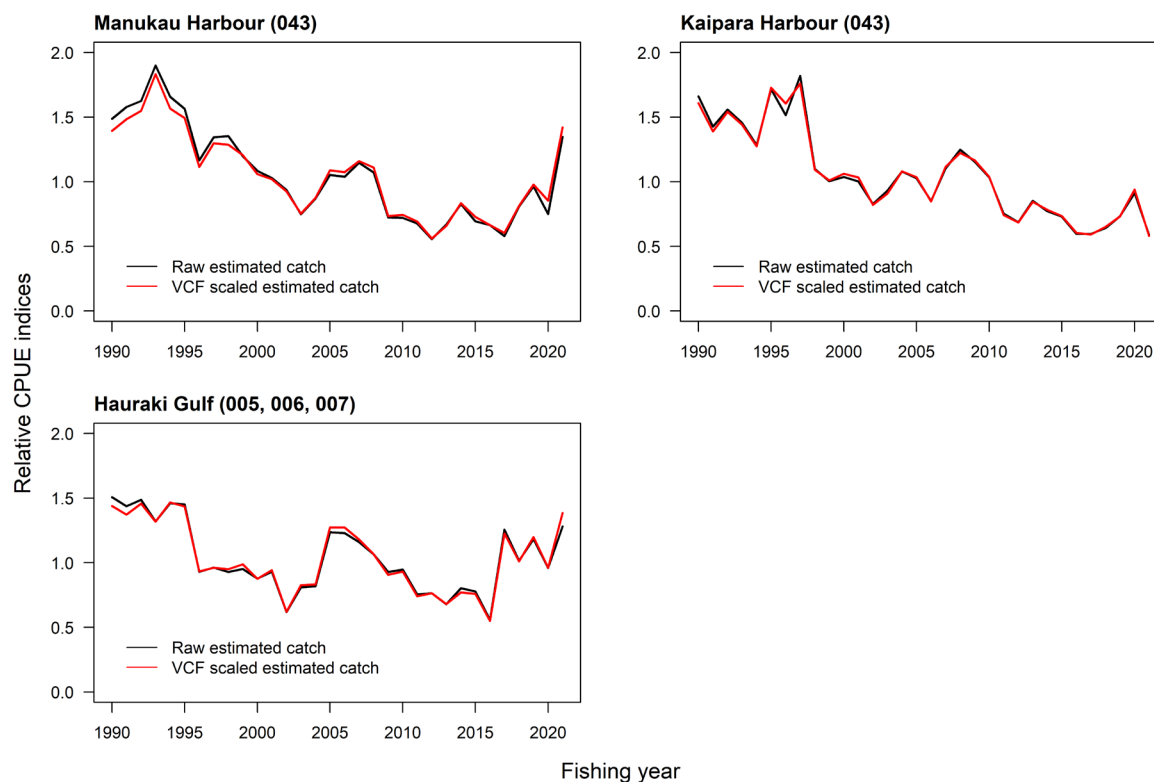 Manukau Harbour (043)
2.0
1.5
1.0
0.5
0.0
Raw estimated catch
VCF scaled estimated catch
1990 1995 2000 2005 2010 2015 2020
Kaipara Harbour (043)
2.0
1.5
1.0
0.5
0.0
Raw estimated catch
VCF scaled estimated catch
1990 1995 2000 2005 2010 2015 2020
Hauraki Gulf (005, 006, 007)
2.0
1.5
1.0
0.5
0.0
Raw estimated catch
VCF scaled estimated catch
1990 1995 2000 2005 2010 2015 2020
Relative CPUE indices
Fishing year